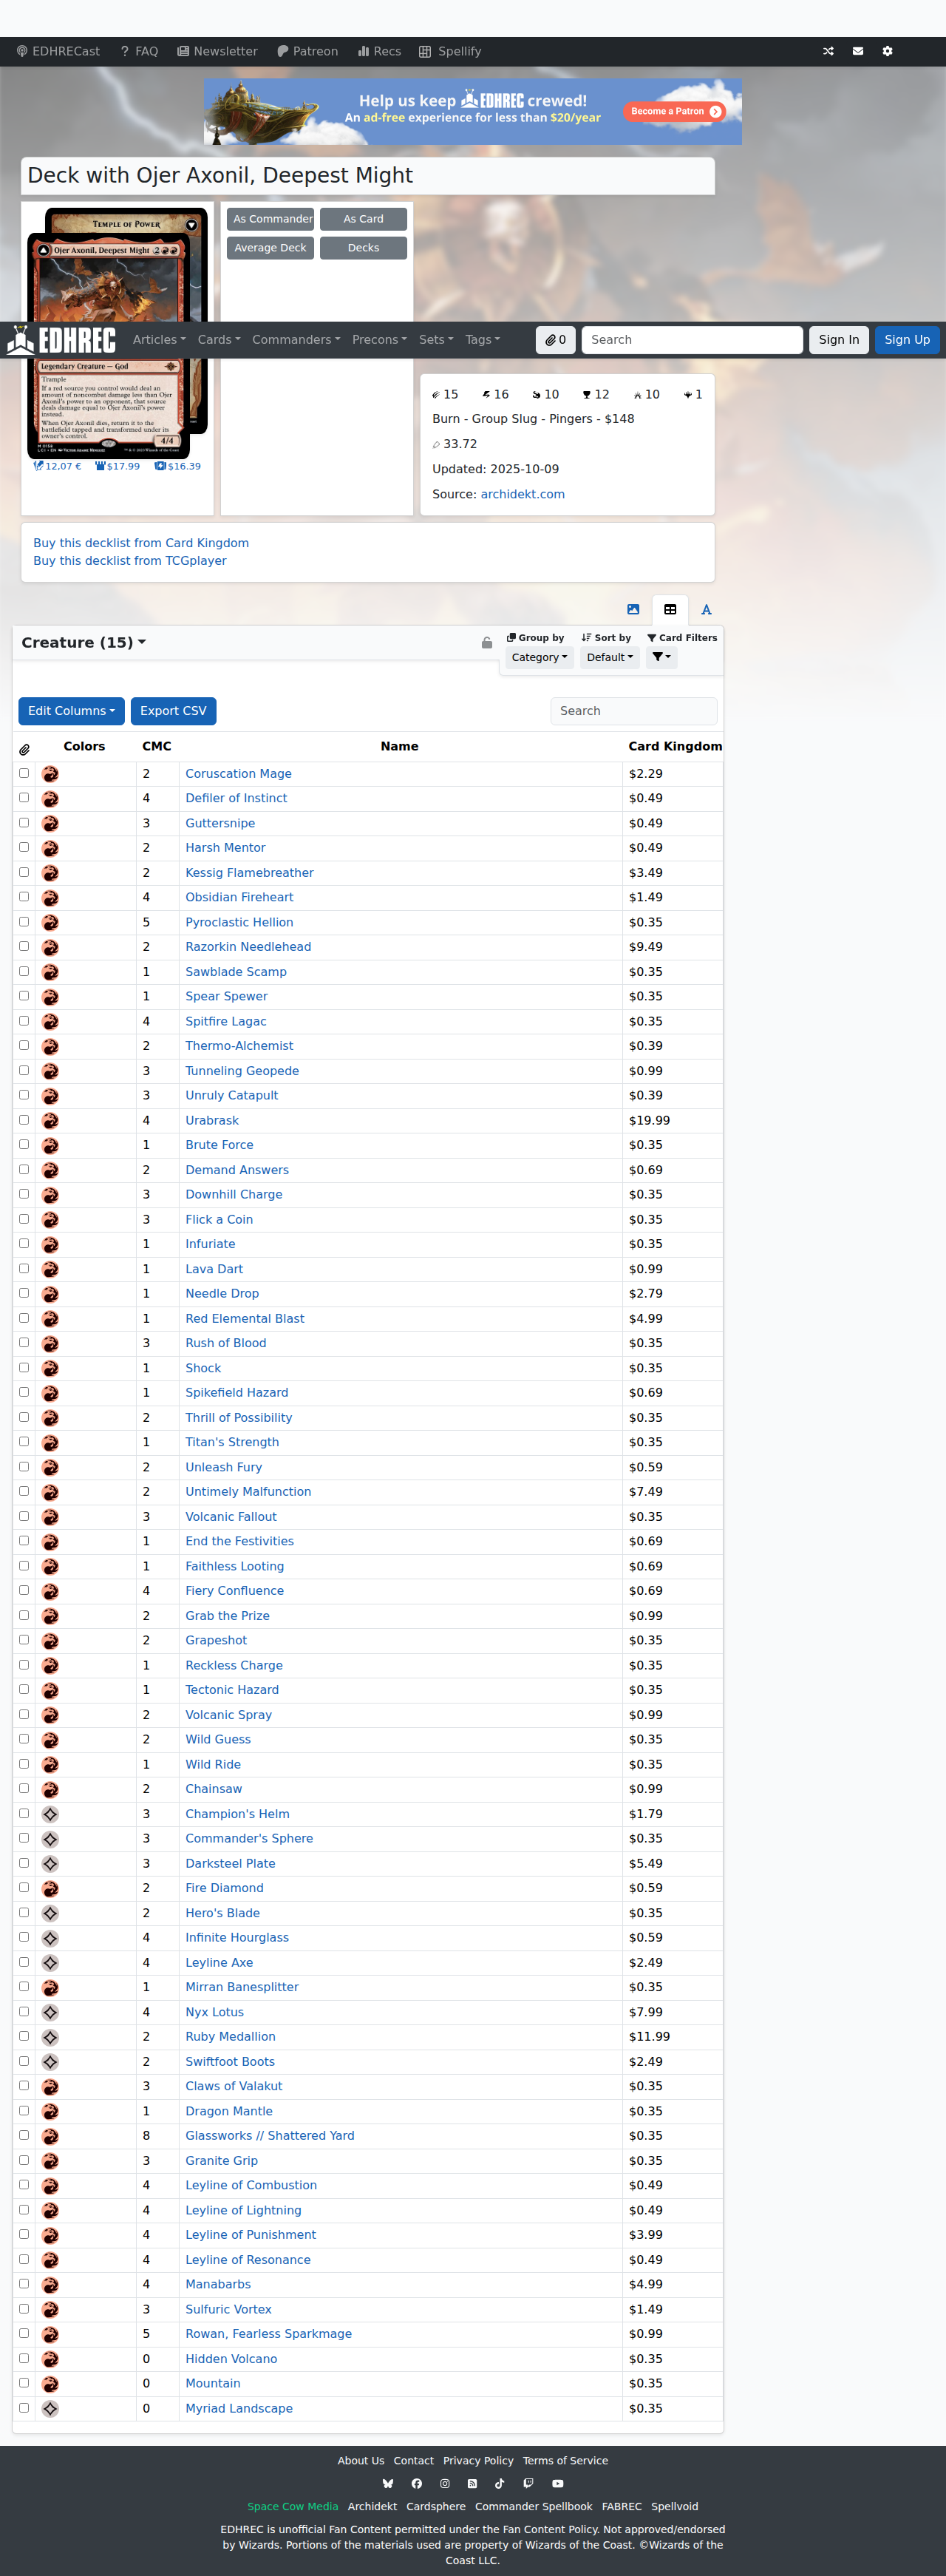 EDHRECast FAQ Newsletter Patreon Recs Spellify
Help us keep EDHREC crewed!
An ad-free experience for less than $20/year
Become a Patron
Deck with Ojer Axonil, Deepest Might
Temple of Power
Ojer Axonil, Deepest Might
As Commander As Card
Average Deck Decks
EDHREC Articles Cards Commanders Precons Sets Tags 0 Search Sign In Sign Up
Legendary Creature — God
Trample
If a red source you control would deal an
amount of noncombat damage less than Ojer
Axonil's power to an opponent, that source
deals damage equal to Ojer Axonil's power
instead.
When Ojer Axonil dies, return it to the
battlefield tapped and transformed under its
owner's control.
4/4
12,07 € $17.99 $16.39
15 16 10 12 10 1
Burn - Group Slug - Pingers - $148
33.72
Updated: 2025-10-09
Source: archidekt.com
Buy this decklist from Card Kingdom
Buy this decklist from TCGplayer
Creature (15)
Group by Sort by Card Filters
Category Default
Edit Columns Export CSV Search
Colors CMC Name Card Kingdom
2 Coruscation Mage $2.29
4 Defiler of Instinct $0.49
3 Guttersnipe $0.49
2 Harsh Mentor $0.49
2 Kessig Flamebreather $3.49
4 Obsidian Fireheart $1.49
5 Pyroclastic Hellion $0.35
2 Razorkin Needlehead $9.49
1 Sawblade Scamp $0.35
1 Spear Spewer $0.35
4 Spitfire Lagac $0.35
2 Thermo-Alchemist $0.39
3 Tunneling Geopede $0.99
3 Unruly Catapult $0.39
4 Urabrask $19.99
1 Brute Force $0.35
2 Demand Answers $0.69
3 Downhill Charge $0.35
3 Flick a Coin $0.35
1 Infuriate $0.35
1 Lava Dart $0.99
1 Needle Drop $2.79
1 Red Elemental Blast $4.99
3 Rush of Blood $0.35
1 Shock $0.35
1 Spikefield Hazard $0.69
2 Thrill of Possibility $0.35
1 Titan's Strength $0.35
2 Unleash Fury $0.59
2 Untimely Malfunction $7.49
3 Volcanic Fallout $0.35
1 End the Festivities $0.69
1 Faithless Looting $0.69
4 Fiery Confluence $0.69
2 Grab the Prize $0.99
2 Grapeshot $0.35
1 Reckless Charge $0.35
1 Tectonic Hazard $0.35
2 Volcanic Spray $0.99
2 Wild Guess $0.35
1 Wild Ride $0.35
2 Chainsaw $0.99
3 Champion's Helm $1.79
3 Commander's Sphere $0.35
3 Darksteel Plate $5.49
2 Fire Diamond $0.59
2 Hero's Blade $0.35
4 Infinite Hourglass $0.59
4 Leyline Axe $2.49
1 Mirran Banesplitter $0.35
4 Nyx Lotus $7.99
2 Ruby Medallion $11.99
2 Swiftfoot Boots $2.49
3 Claws of Valakut $0.35
1 Dragon Mantle $0.35
8 Glassworks // Shattered Yard $0.35
3 Granite Grip $0.35
4 Leyline of Combustion $0.49
4 Leyline of Lightning $0.49
4 Leyline of Punishment $3.99
4 Leyline of Resonance $0.49
4 Manabarbs $4.99
3 Sulfuric Vortex $1.49
5 Rowan, Fearless Sparkmage $0.99
0 Hidden Volcano $0.35
0 Mountain $0.35
0 Myriad Landscape $0.35
About Us Contact Privacy Policy Terms of Service
Space Cow Media Archidekt Cardsphere Commander Spellbook FABREC Spellvoid
EDHREC is unofficial Fan Content permitted under the Fan Content Policy. Not approved/endorsed
by Wizards. Portions of the materials used are property of Wizards of the Coast. ©Wizards of the
Coast LLC.